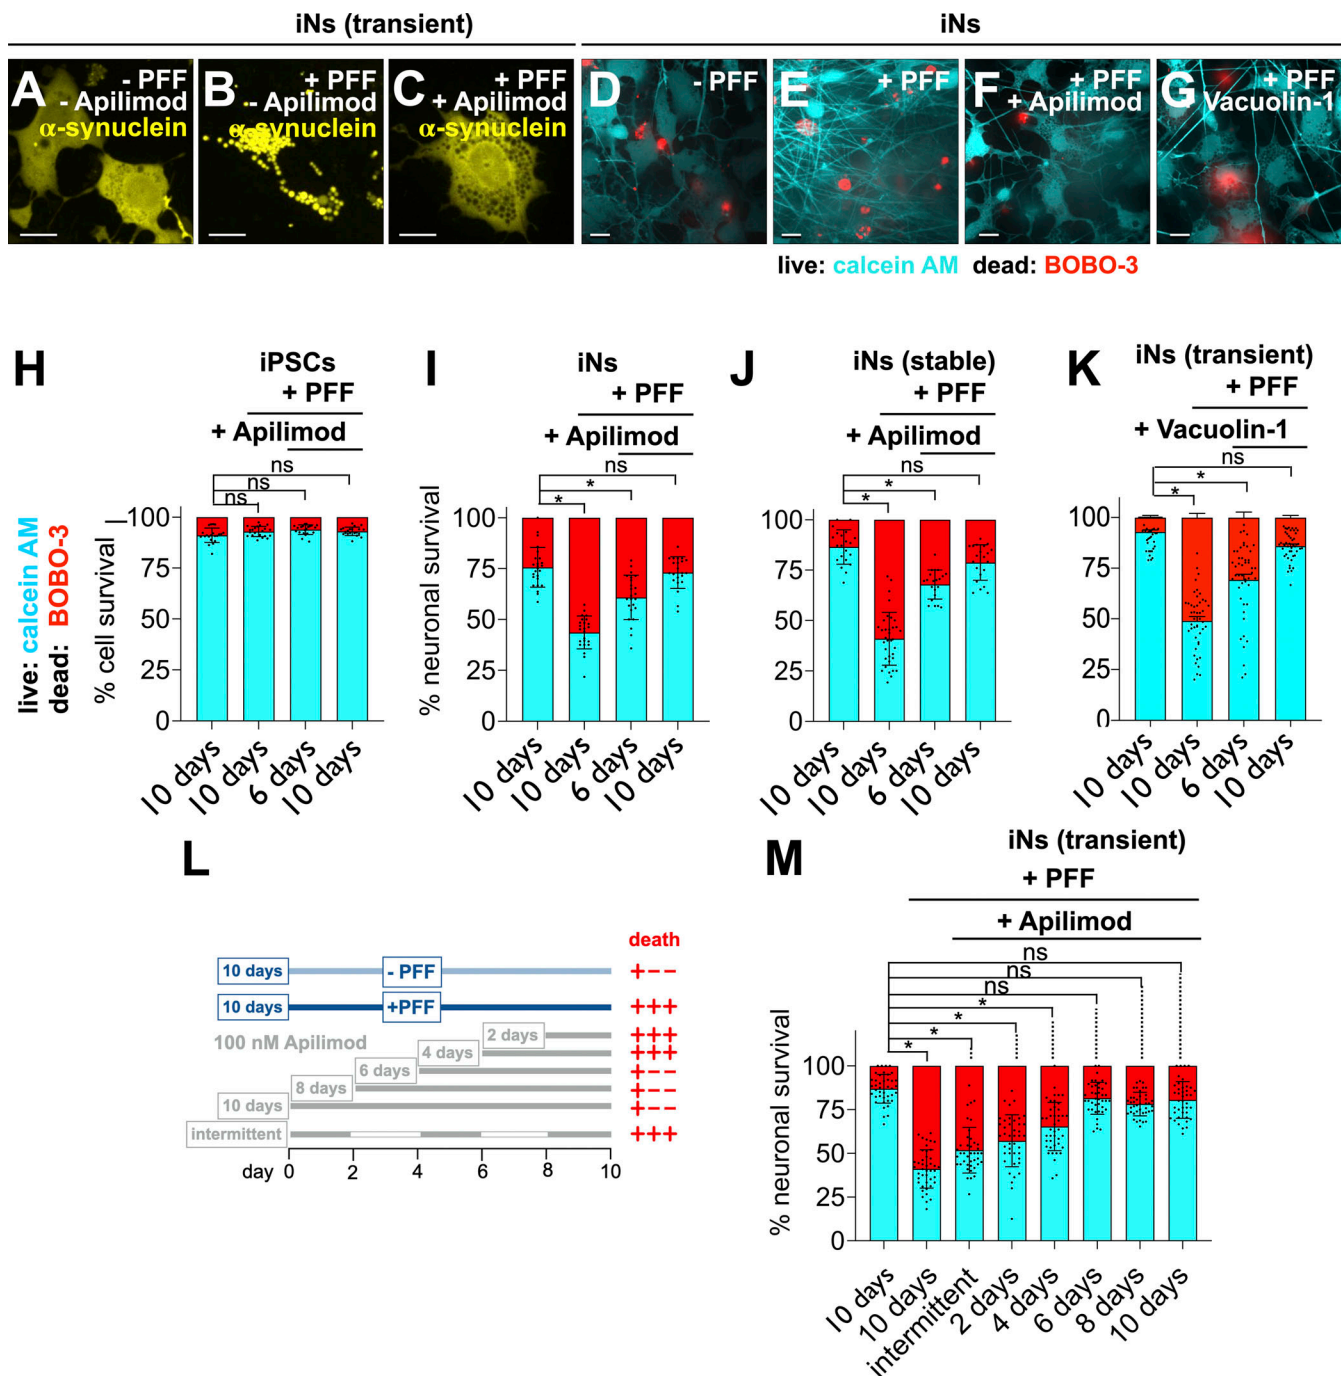 iNs (transient)
iNs
A
- PFF
- Apilimod
α-synuclein
B
+ PFF
- Apilimod
α-synuclein
C
+ PFF
+ Apilimod
α-synuclein
D
- PFF
E
+ PFF
F
+ PFF
+ Apilimod
G
+ PFF
Vacuolin-1
live: calcein AM dead: BOBO-3
live: calcein AM
dead: BOBO-3
H
iPSCs
+ PFF
+ Apilimod
ns
ns
ns
% cell survival
100
75
50
25
0
10 days
10 days
6 days
10 days
I
iNs
+ PFF
+ Apilimod
ns
*
*
% neuronal survival
100
75
50
25
0
10 days
10 days
6 days
10 days
J
iNs (stable)
+ PFF
+ Apilimod
ns
*
*
100
75
50
25
0
10 days
10 days
6 days
10 days
K
iNs (transient)
+ PFF
+ Vacuolin-1
ns
*
*
100
75
50
25
0
10 days
10 days
6 days
10 days
L
death
10 days
- PFF
+--
10 days
+PFF
+++
100 nM Apilimod
2 days
+++
4 days
+++
6 days
+--
8 days
+--
10 days
+--
intermittent
+++
day 0 2 4 6 8 10
M
iNs (transient)
+ PFF
+ Apilimod
ns
ns
ns
*
*
*
*
% neuronal survival
100
75
50
25
0
10 days
10 days
intermittent
2 days
4 days
6 days
8 days
10 days